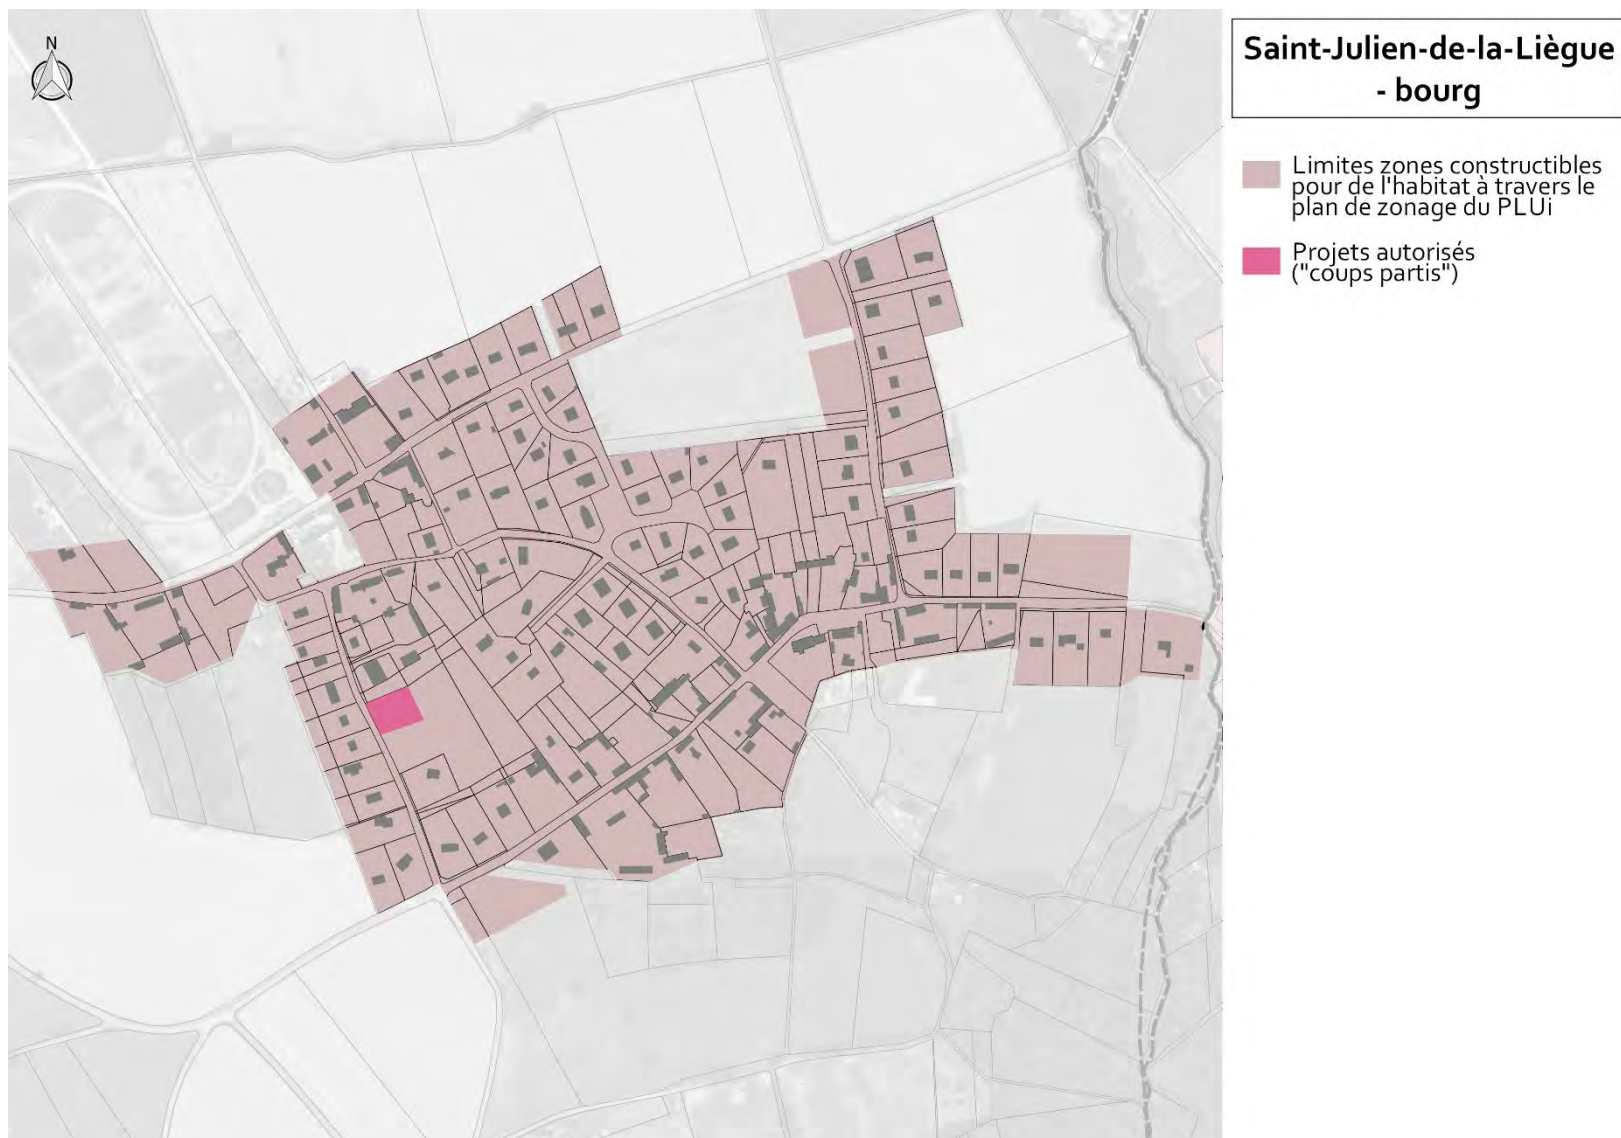 N
Saint-Julien-de-la-Liègue
- bourg
Limites zones constructibles
pour de l'habitat à travers le
plan de zonage du PLUi
Projets autorisés
("coups partis")